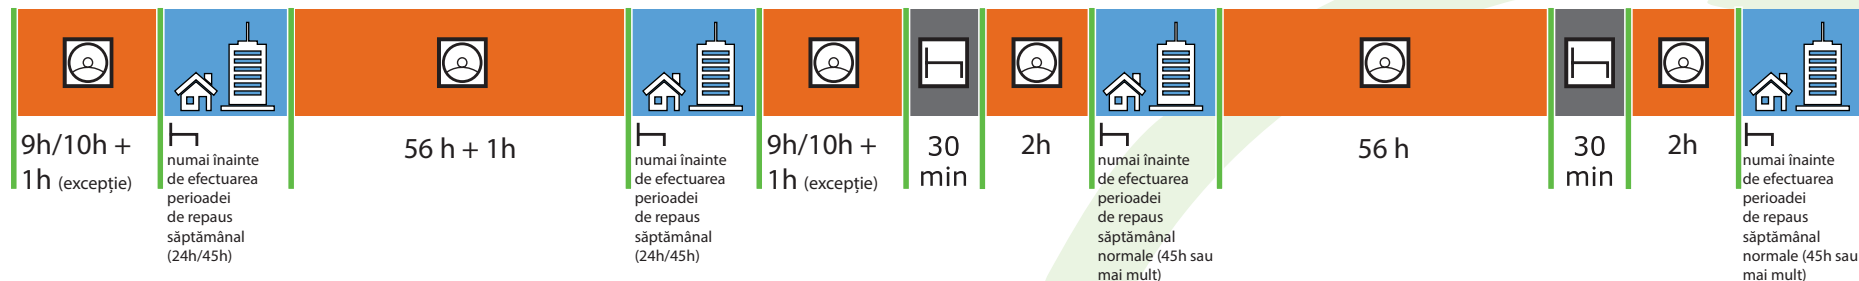 9h/10h +
1h (excepție)
numai înainte
de efectuarea
perioadei
de repaus
săptămânal
(24h/45h)
56 h + 1h
numai înainte
de efectuarea
perioadei
de repaus
săptămânal
(24h/45h)
9h/10h +
1h (excepție)
30
min
2h
numai înainte
de efectuarea
perioadei
de repaus
săptămânal
normale (45h sau
mai mult)
56 h
30
min
2h
numai înainte
de efectuarea
perioadei
de repaus
săptămânal
normale (45h sau
mai mult)